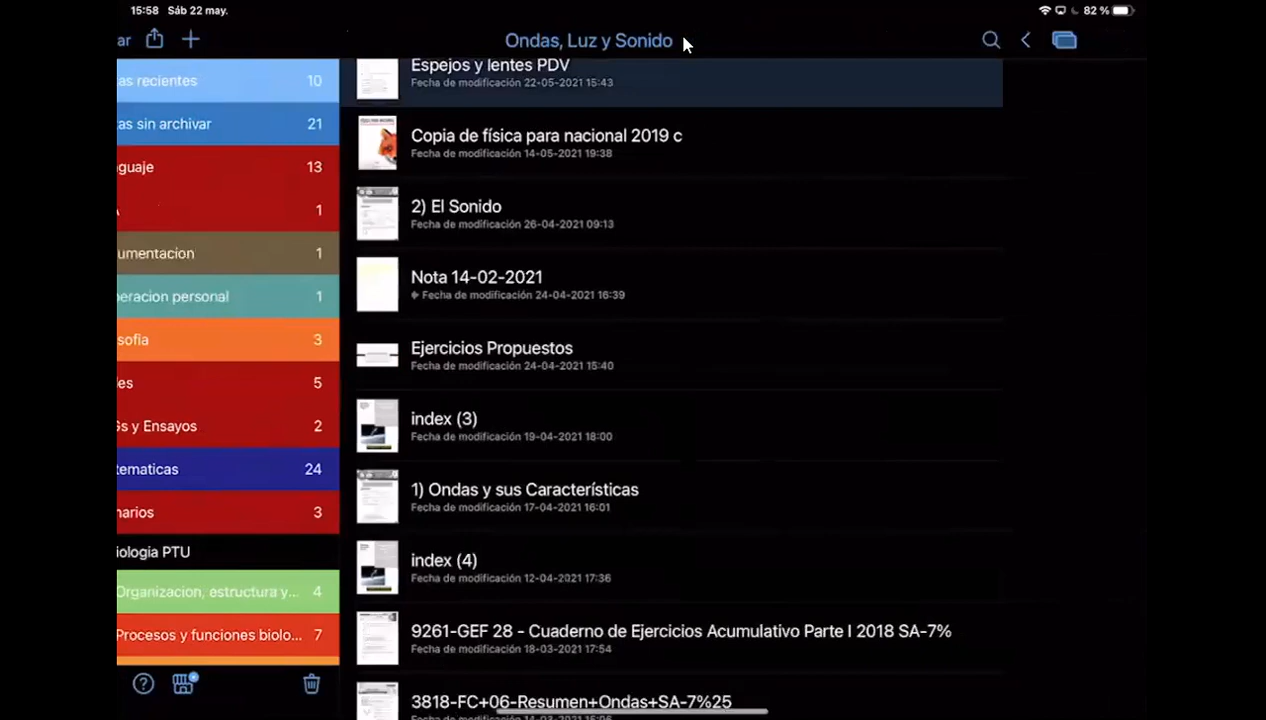 15:58 Sáb 22 may. 82 %
ar Ondas, Luz y Sonido
as recientes 10
as sin archivar 21
guaje 13
1
umentacion 1
peracion personal 1
sofia 3
es 5
s y Ensayos 2
tematicas 24
narios 3
iologia PTU
Organizacion, estructura y... 4
Procesos y funciones biolo... 7
Espejos y lentes PDV
Fecha de modificación 22-05-2021 15:43
Copia de física para nacional 2019 c
Fecha de modificación 14-05-2021 19:38
2) El Sonido
Fecha de modificación 26-04-2021 09:13
Nota 14-02-2021
Fecha de modificación 24-04-2021 16:39
Ejercicios Propuestos
Fecha de modificación 24-04-2021 15:40
index (3)
Fecha de modificación 19-04-2021 18:00
1) Ondas y sus Características
Fecha de modificación 17-04-2021 16:01
index (4)
Fecha de modificación 12-04-2021 17:36
9261-GEF 28 - Cuaderno de Ejercicios Acumulativo Parte I 2018 SA-7%
Fecha de modificación 18-03-2021 17:54
3818-FC+06-Resumen+Ondas+SA-7%25
Fecha de modificación 14-03-2021 15:06